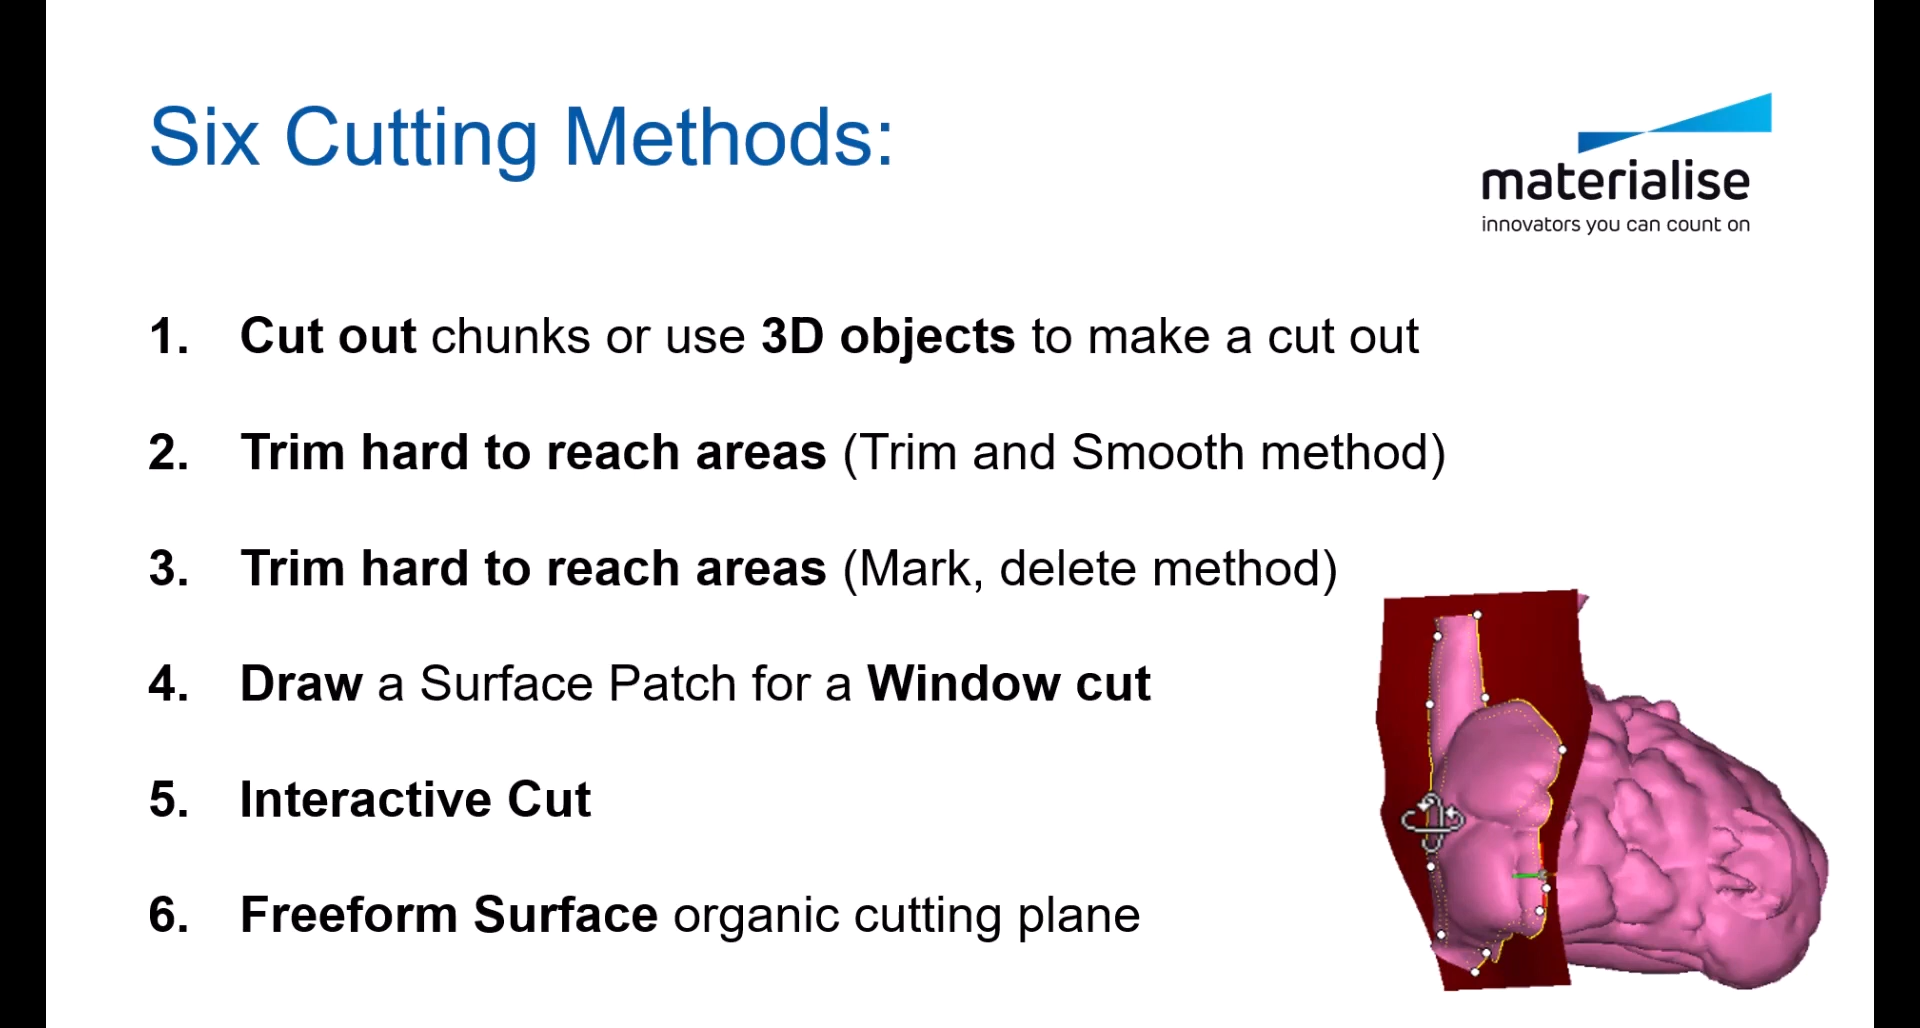 Six Cutting Methods:
materialise
innovators you can count on
1. Cut out chunks or use 3D objects to make a cut out
2. Trim hard to reach areas (Trim and Smooth method)
3. Trim hard to reach areas (Mark, delete method)
4. Draw a Surface Patch for a Window cut
5. Interactive Cut
6. Freeform Surface organic cutting plane